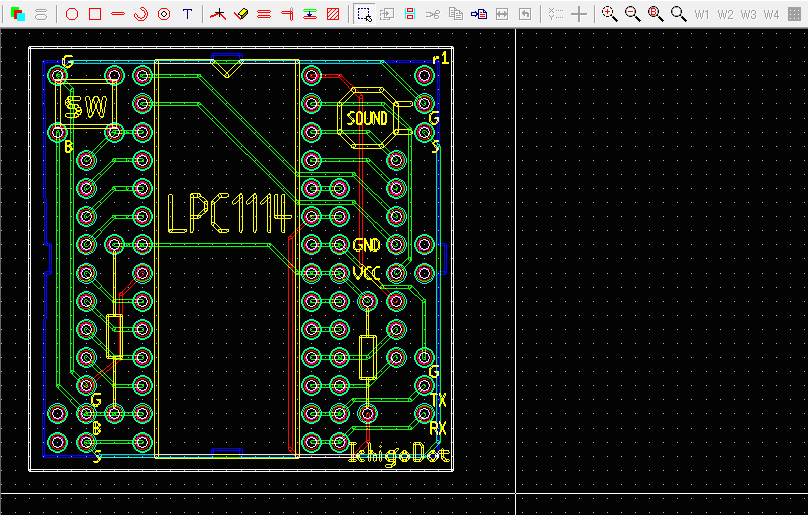 T
W1 W2 W3 W4
G
r1
SW
SOUND
G
B
S
LPC1114
GND
VCC
G
G
TX
B
RX
S
IchigoDot